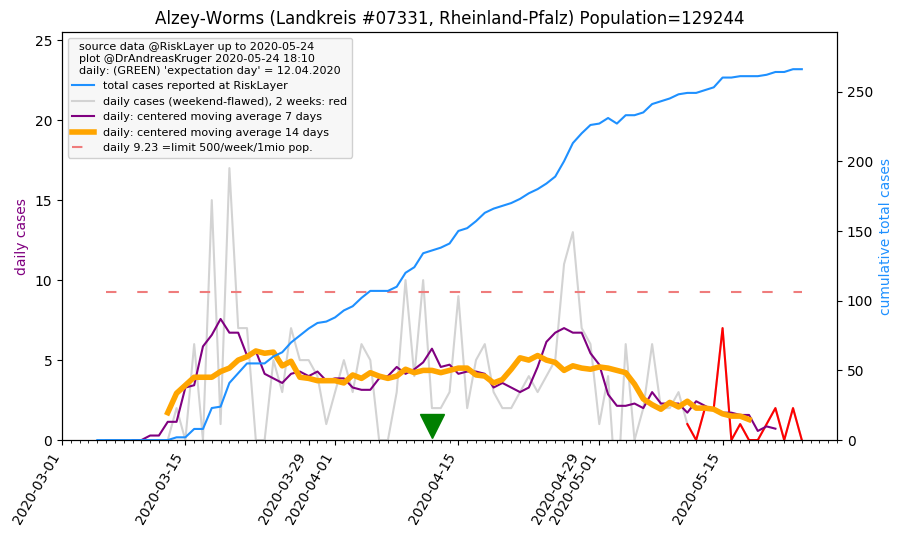 Alzey-Worms (Landkreis #07331, Rheinland-Pfalz) Population=129244
source data @RiskLayer up to 2020-05-24
plot @DrAndreasKruger 2020-05-24 18:10
daily: (GREEN) 'expectation day' = 12.04.2020
total cases reported at RiskLayer
daily cases (weekend-flawed), 2 weeks: red
daily: centered moving average 7 days
daily: centered moving average 14 days
daily 9.23 =limit 500/week/1mio pop.
daily cases
25
20
15
10
5
0
cumulative total cases
250
200
150
100
50
0
2020-03-01
2020-03-15
2020-03-29
2020-04-01
2020-04-15
2020-04-29
2020-05-01
2020-05-15